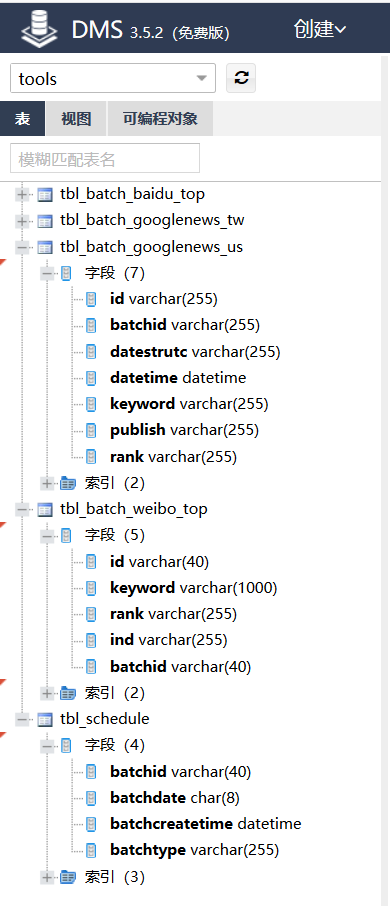 DMS 3.5.2（免费版） 创建
tools
表 视图 可编程对象
模糊匹配表名
tbl_batch_baidu_top
tbl_batch_googlenews_tw
tbl_batch_googlenews_us
字段（7）
id varchar(255)
batchid varchar(255)
datestrutc varchar(255)
datetime datetime
keyword varchar(255)
publish varchar(255)
rank varchar(255)
索引（2）
tbl_batch_weibo_top
字段（5）
id varchar(40)
keyword varchar(1000)
rank varchar(255)
ind varchar(255)
batchid varchar(40)
索引（2）
tbl_schedule
字段（4）
batchid varchar(40)
batchdate char(8)
batchcreatetime datetime
batchtype varchar(255)
索引（3）